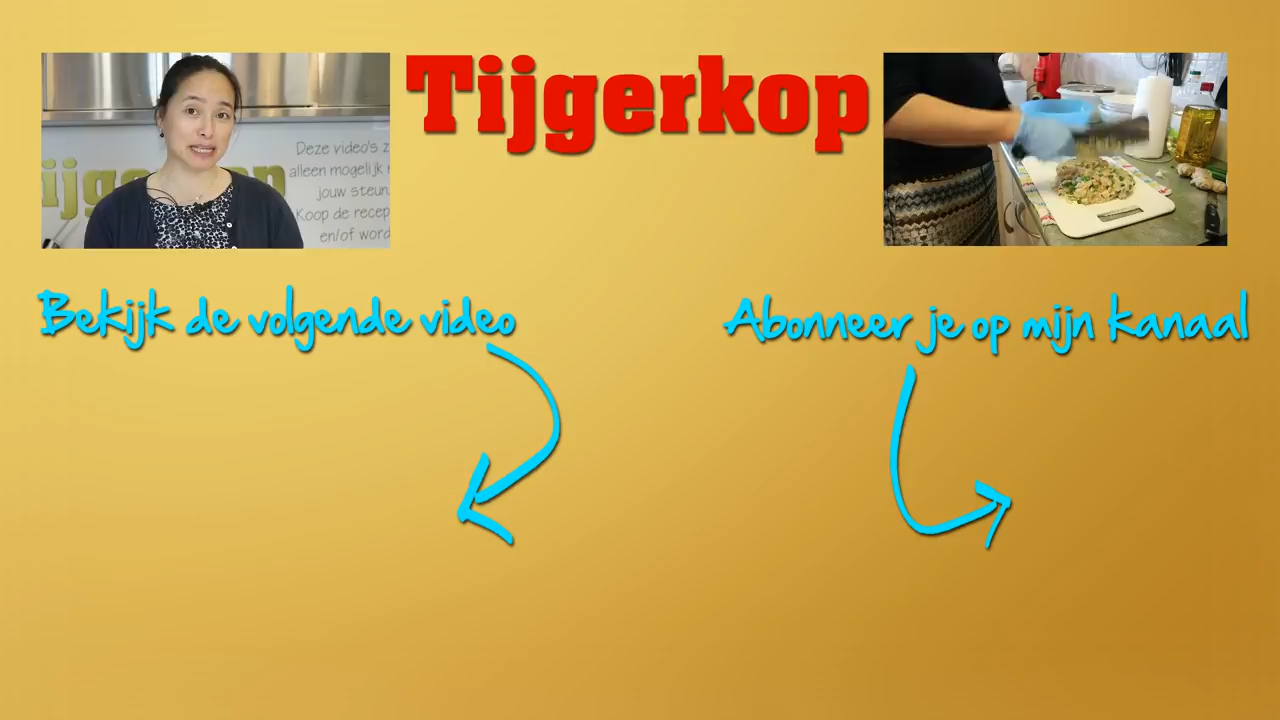 Tijgerkop
Deze video's z
alleen mogelijk
jouw steun.
Koop de recep
en/of word
Bekijk de volgende video
Abonneer je op mijn kanaal